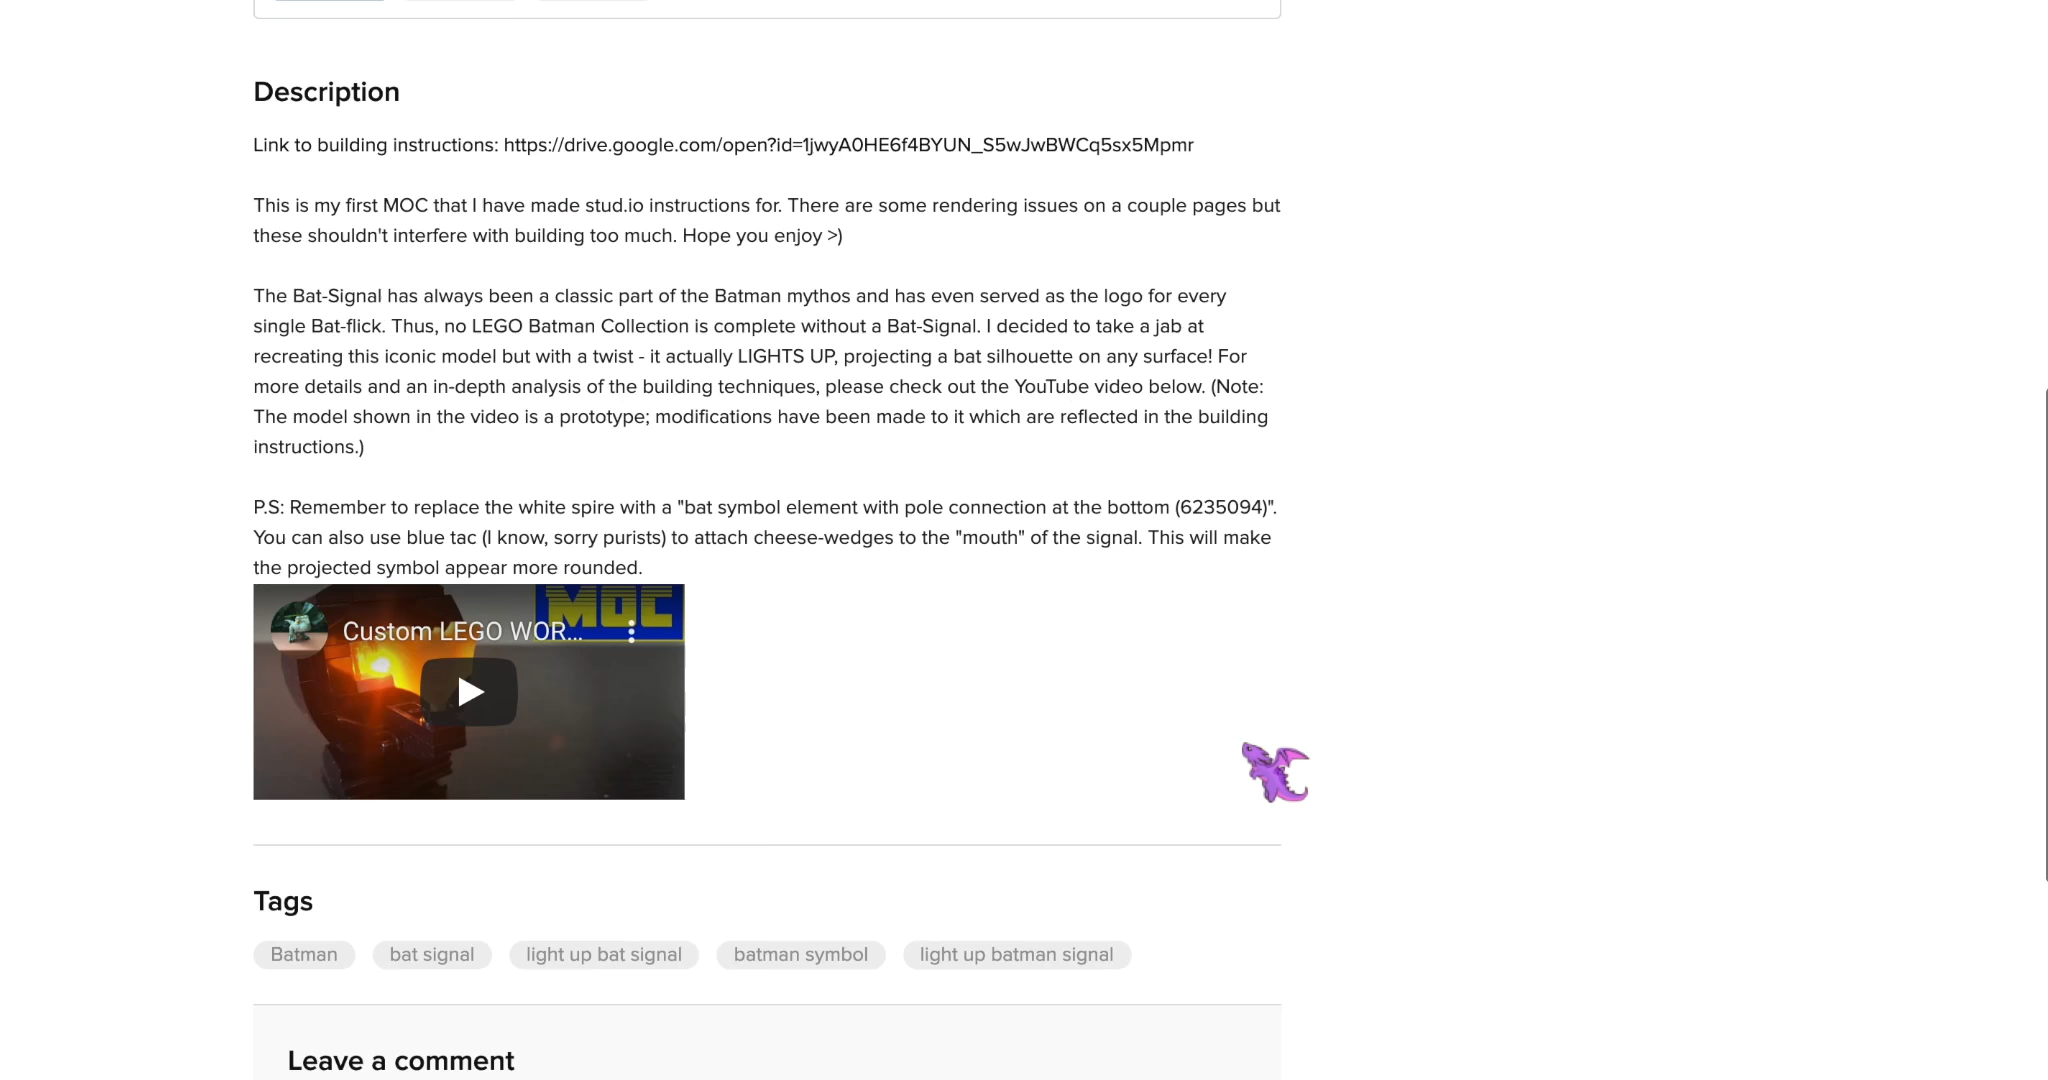 Description
Link to building instructions: https://drive.google.com/open?id=1jwyA0HE6f4BYUN_S5wJwBWCq5sx5Mpmr
This is my first MOC that I have made stud.io instructions for. There are some rendering issues on a couple pages but
these shouldn't interfere with building too much. Hope you enjoy >)
The Bat-Signal has always been a classic part of the Batman mythos and has even served as the logo for every
single Bat-flick. Thus, no LEGO Batman Collection is complete without a Bat-Signal. I decided to take a jab at
recreating this iconic model but with a twist - it actually LIGHTS UP, projecting a bat silhouette on any surface! For
more details and an in-depth analysis of the building techniques, please check out the YouTube video below. (Note:
The model shown in the video is a prototype; modifications have been made to it which are reflected in the building
instructions.)
P.S: Remember to replace the white spire with a "bat symbol element with pole connection at the bottom (6235094)".
You can also use blue tac (I know, sorry purists) to attach cheese-wedges to the "mouth" of the signal. This will make
the projected symbol appear more rounded.
MOC
Custom LEGO WOR...
Tags
Batman bat signal light up bat signal batman symbol light up batman signal
Leave a comment